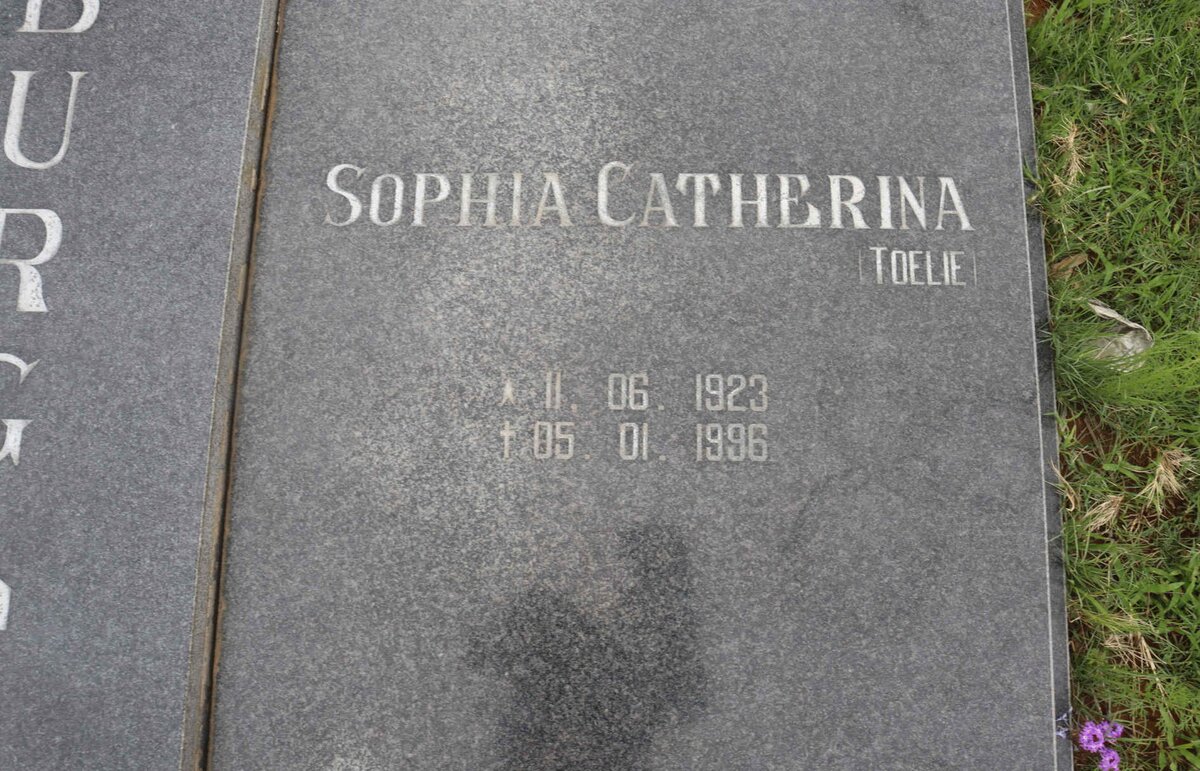 B
U
R
G
SOPHIA CATHERINA
[TOELIE]
* 11. 06. 1923
† 05. 01. 1996